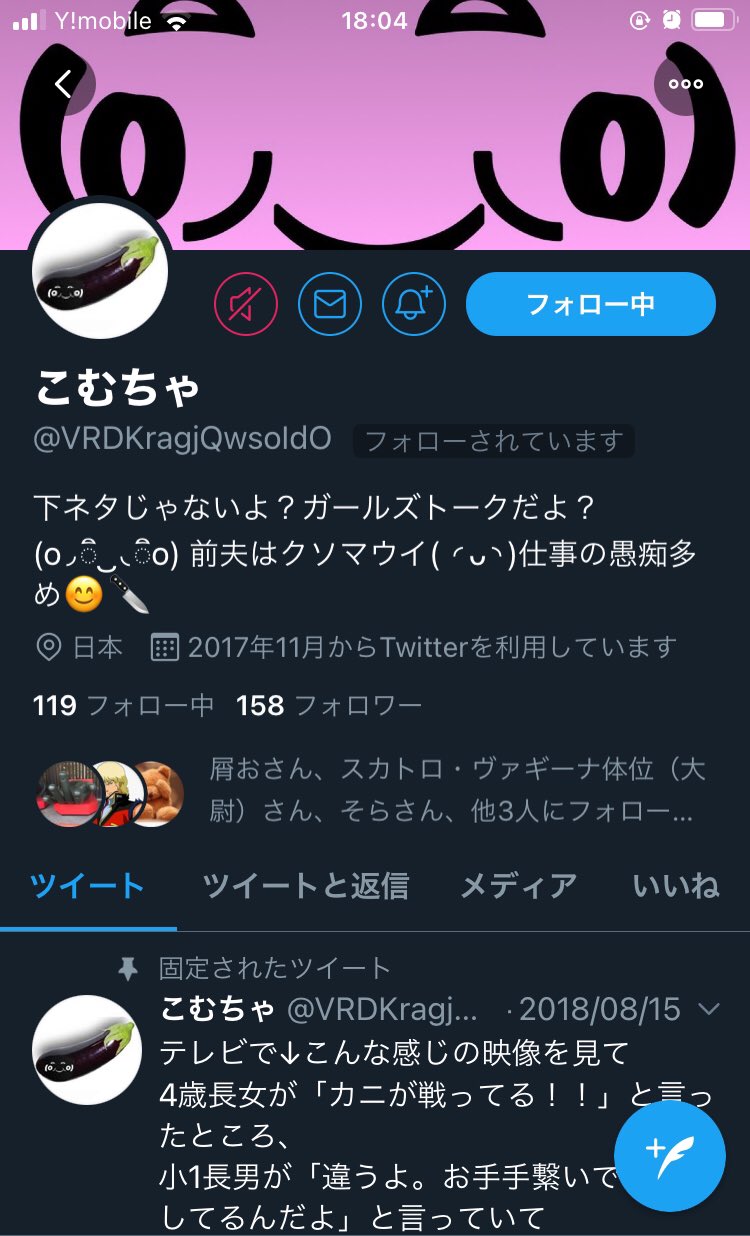 Y!mobile 18:04
フォロー中
こむちゃ
@VRDKragjQwsoldO フォローされています
下ネタじゃないよ？ガールズトークだよ？
前夫はクソマウイ(◜ᴗ◝)仕事の愚痴多
め😊🔪
日本 2017年11月からTwitterを利用しています
119 フォロー中 158 フォロワー
屑おさん、スカトロ・ヴァギーナ体位（大
尉）さん、そらさん、他3人にフォロー...
ツイート ツイートと返信 メディア いいね
固定されたツイート
こむちゃ @VRDKragj... ·2018/08/15
テレビで↓こんな感じの映像を見て
4歳長女が「カニが戦ってる！！」と言っ
たところ、
小1長男が「違うよ。お手手繋いで
してるんだよ」と言っていて